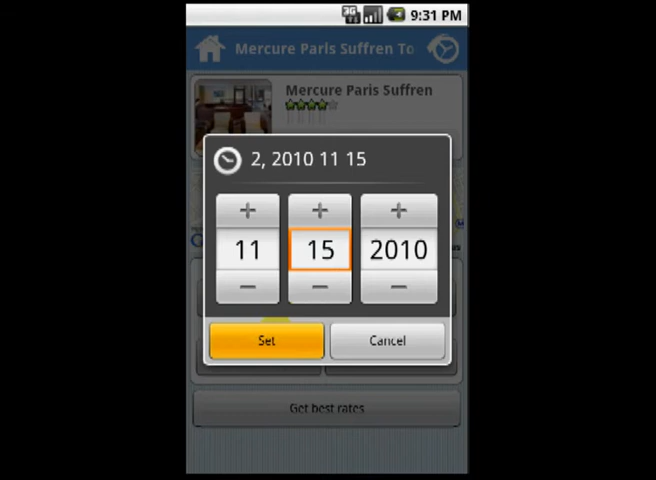 9:31 PM
Mercure Paris Suffren To
Mercure Paris Suffren
2, 2010 11 15
+ + +
11 15 2010
− − −
Set Cancel
Get best rates